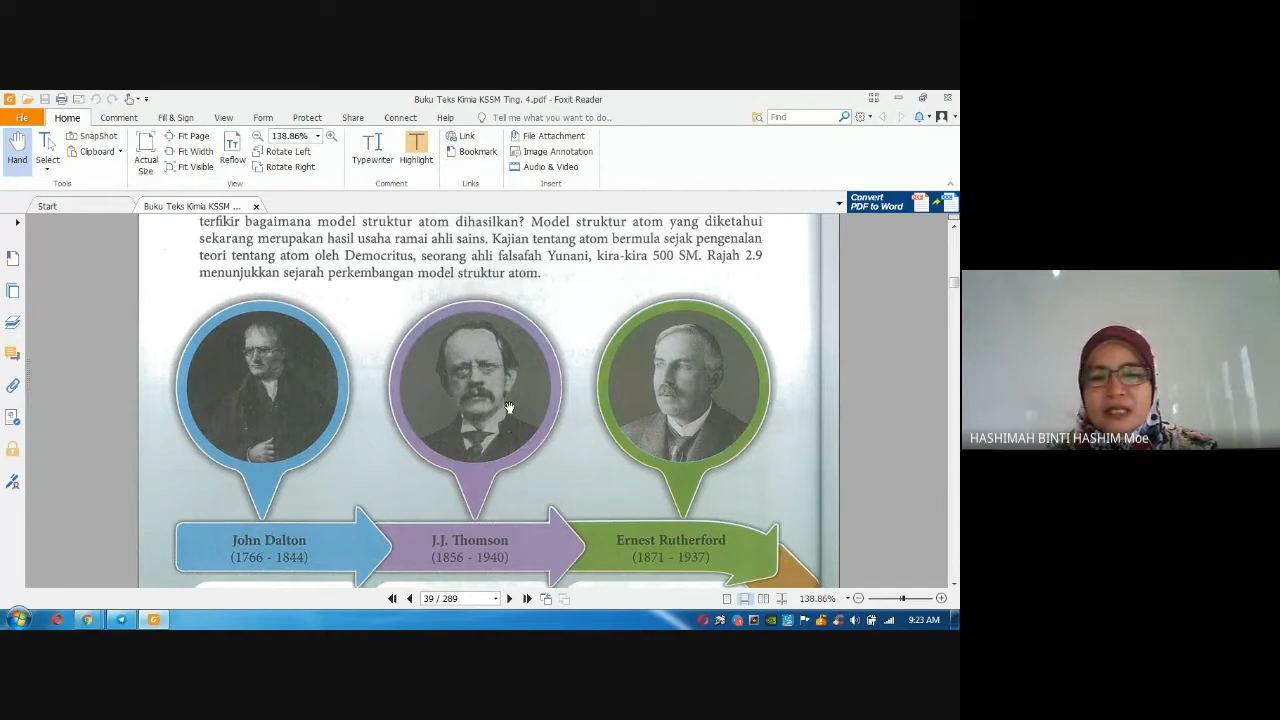 Buku Teks Kimia KSSM Ting. 4.pdf - Foxit Reader
File Home Comment Fill & Sign View Form Protect Share Connect Help Tell me what you want to do.. Find
Hand
Select
SnapShot
Clipboard
Actual Size
Fit Page
Fit Width
Fit Visible
Reflow
138.86%
Rotate Left
Rotate Right
Typewriter
Highlight
Link
Bookmark
File Attachment
Image Annotation
Audio & Video
Tools View Comment Links Insert
Start Buku Teks Kimia KSSM ...
Convert
PDF to Word
terfikir bagaimana model struktur atom dihasilkan? Model struktur atom yang diketahui
sekarang merupakan hasil usaha ramai ahli sains. Kajian tentang atom bermula sejak pengenalan
teori tentang atom oleh Democritus, seorang ahli falsafah Yunani, kira-kira 500 SM. Rajah 2.9
menunjukkan sejarah perkembangan model struktur atom.
John Dalton
(1766 - 1844)
J.J. Thomson
(1856 - 1940)
Ernest Rutherford
(1871 - 1937)
39 / 289
138.86%
9:23 AM
HASHIMAH BINTI HASHIM Moe